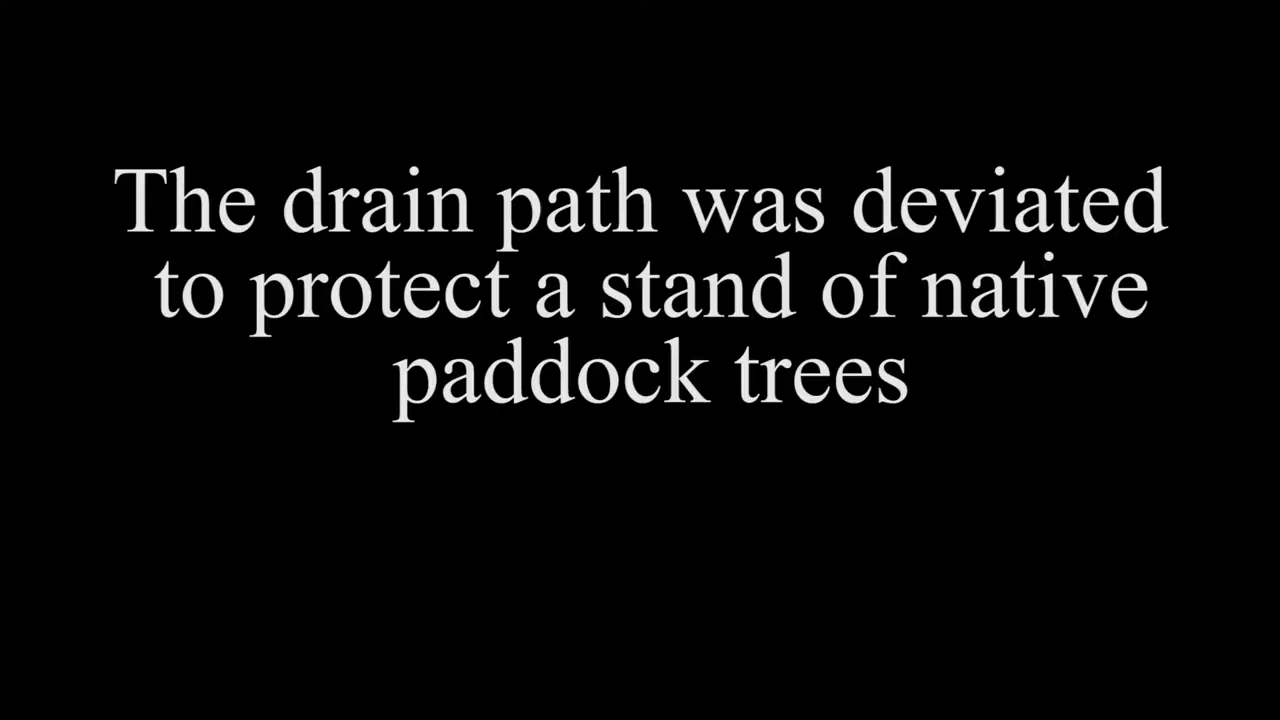 The drain path was deviated
to protect a stand of native
paddock trees